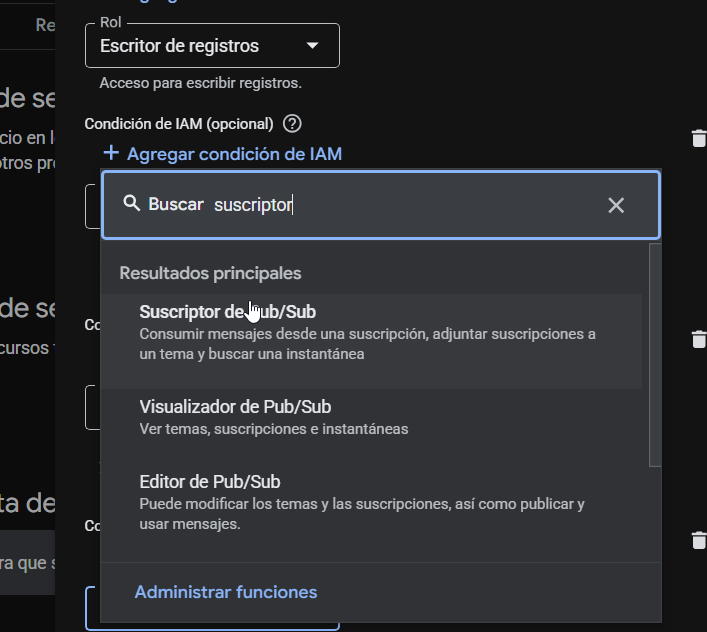 Re
Rol
Escritor de registros
Acceso para escribir registros.
de se
Condición de IAM (opcional)
cio en l
otros pro
+ Agregar condición de IAM
Buscar suscriptor
Resultados principales
Suscriptor de Pub/Sub
Consumir mensajes desde una suscripción, adjuntar suscripciones a
un tema y buscar una instantánea
de se
Co
cursos
Visualizador de Pub/Sub
Ver temas, suscripciones e instantáneas
Editor de Pub/Sub
Puede modificar los temas y las suscripciones, así como publicar y
usar mensajes.
ta de
Co
ra que s
Administrar funciones